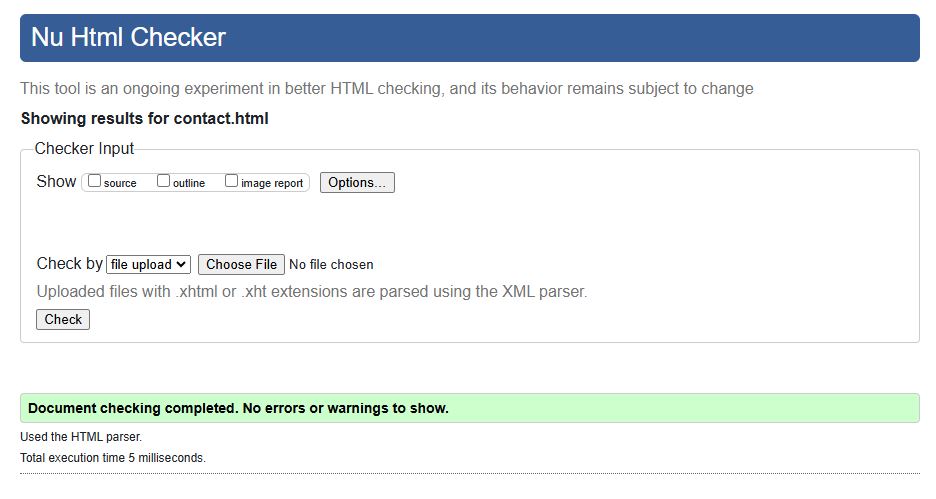 Nu Html Checker
This tool is an ongoing experiment in better HTML checking, and its behavior remains subject to change
Showing results for contact.html
Checker Input
Show source outline image report Options...
Check by file upload Choose File No file chosen
Uploaded files with .xhtml or .xht extensions are parsed using the XML parser.
Check
Document checking completed. No errors or warnings to show.
Used the HTML parser.
Total execution time 5 milliseconds.